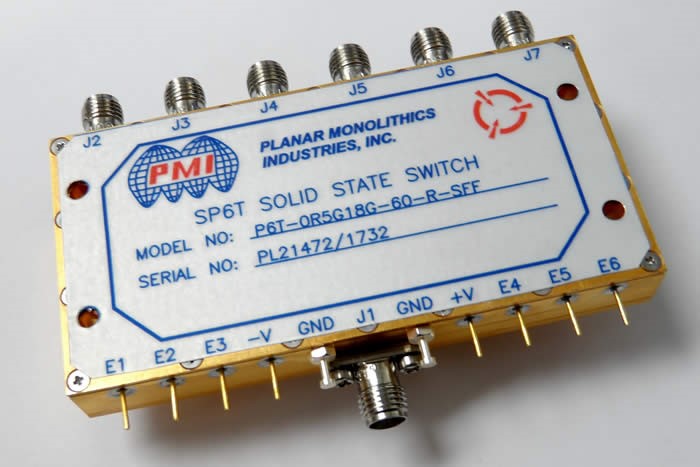 J2 J3 J4 J5 J6 J7
PMI
PLANAR MONOLITHICS
INDUSTRIES, INC.
SP6T SOLID STATE SWITCH
MODEL NO: P6T-0R5G18G-60-R-SFF
SERIAL NO: PL21472/1732
E1 E2 E3 -V GND J1 GND +V E4 E5 E6